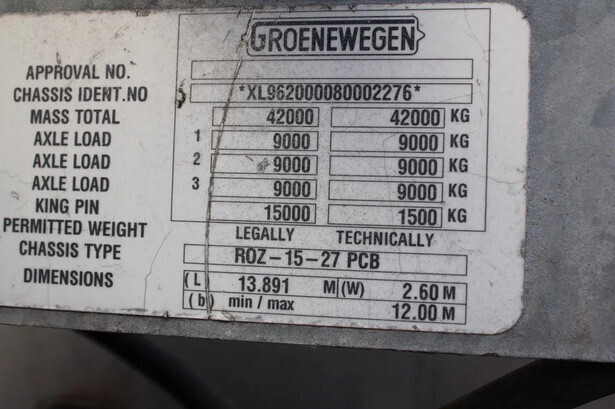 GROENEWEGEN
APPROVAL NO.
CHASSIS IDENT.NO *XL962000080002276*
MASS TOTAL 42000 42000 KG
AXLE LOAD 1 9000 9000 KG
AXLE LOAD 2 9000 9000 KG
AXLE LOAD 3 9000 9000 KG
KING PIN 15000 1500 KG
PERMITTED WEIGHT LEGALLY TECHNICALLY
CHASSIS TYPE ROZ-15-27 PCB
DIMENSIONS (L 13.891 M (W) 2.60 M
(b) min / max 12.00 M